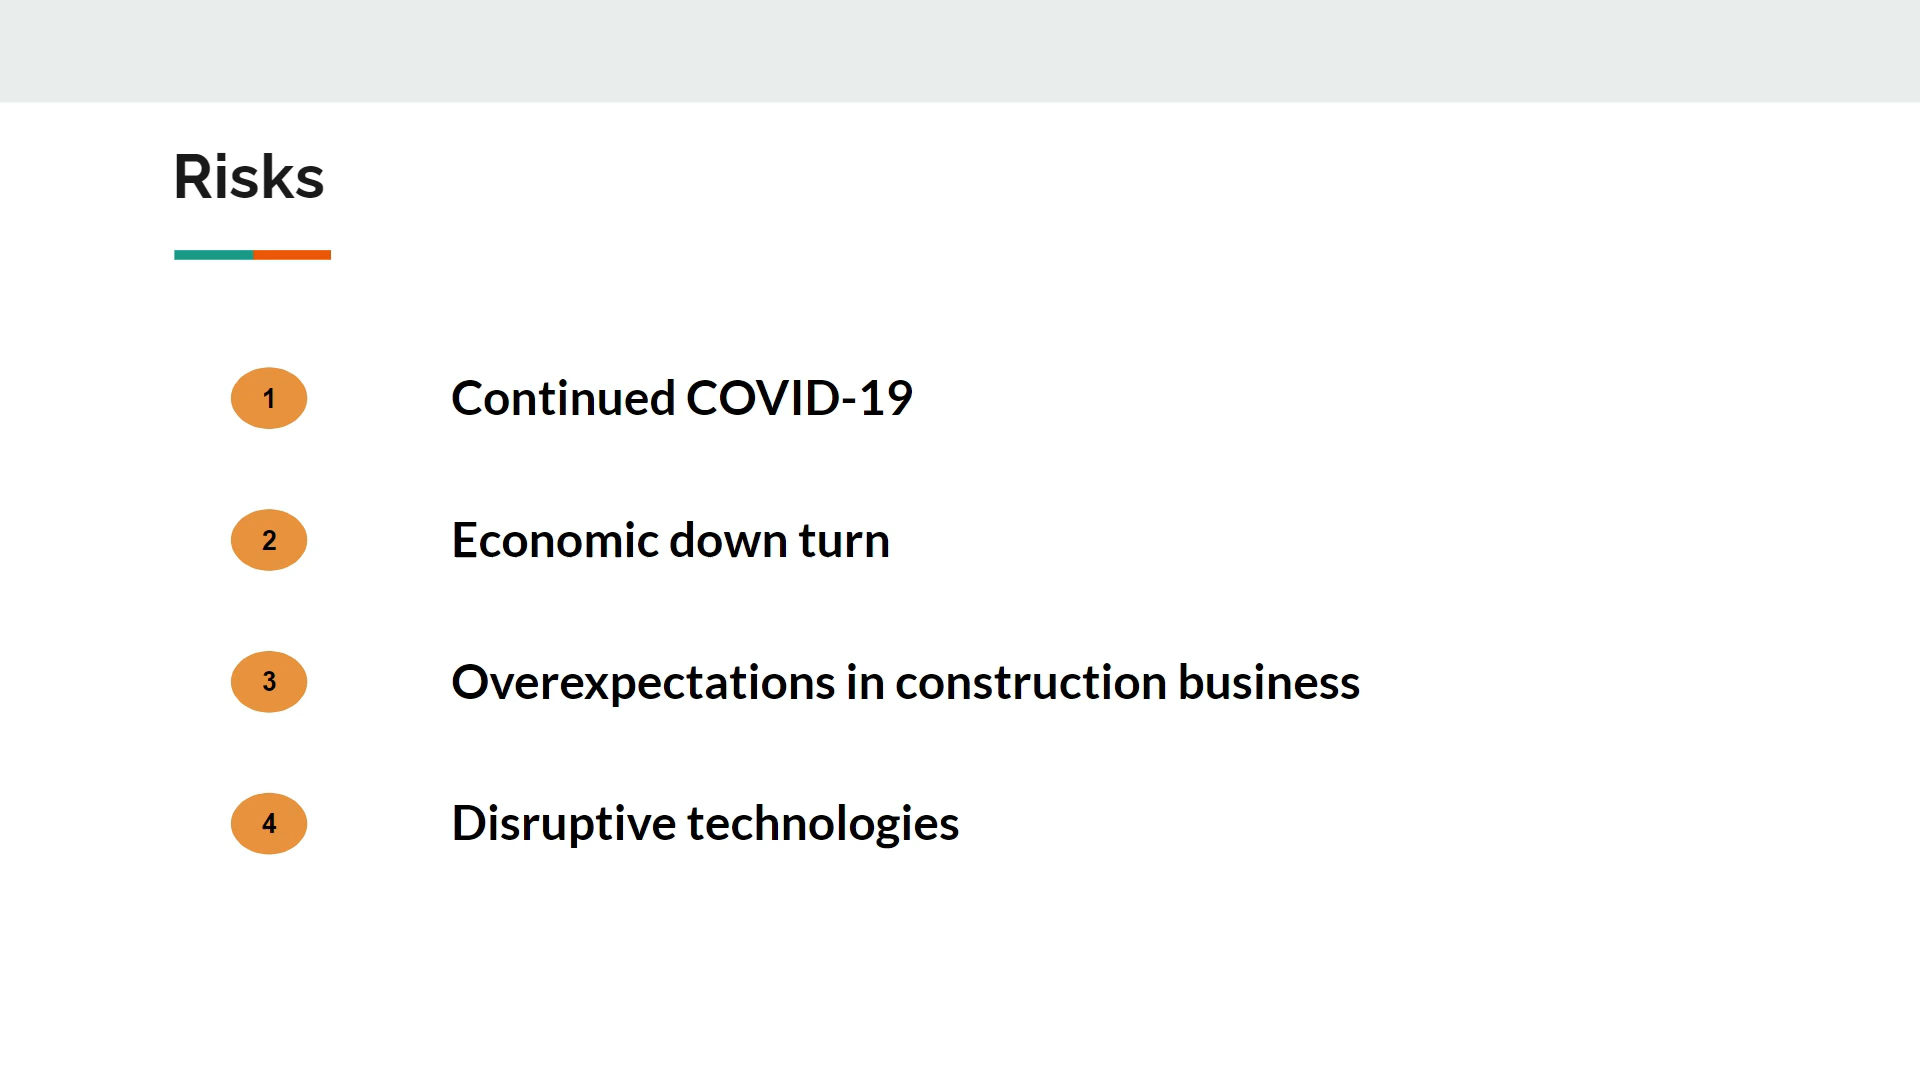 Risks
1 Continued COVID-19
2 Economic down turn
3 Overexpectations in construction business
4 Disruptive technologies